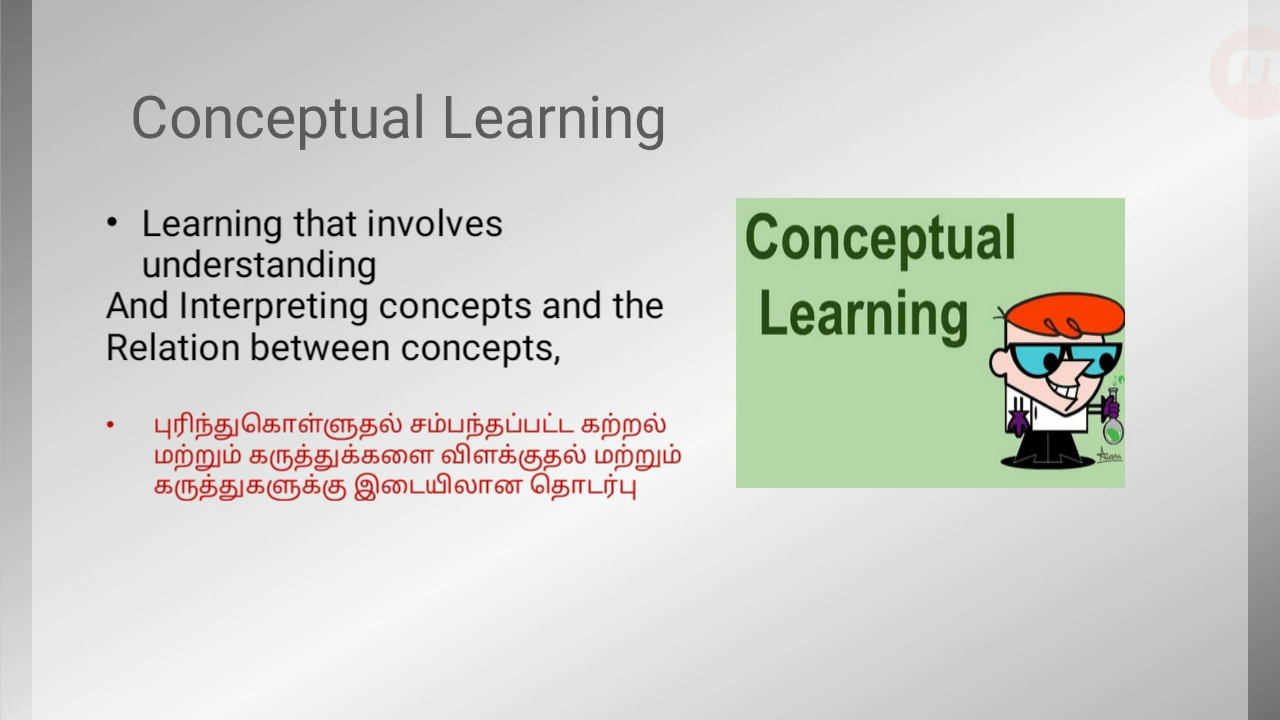 Conceptual Learning
• Learning that involves
understanding
And Interpreting concepts and the
Relation between concepts,
• புரிந்துகொள்ளுதல் சம்பந்தப்பட்ட கற்றல்
மற்றும் கருத்துக்களை விளக்குதல் மற்றும்
கருத்துகளுக்கு இடையிலான தொடர்பு
Conceptual
Learning